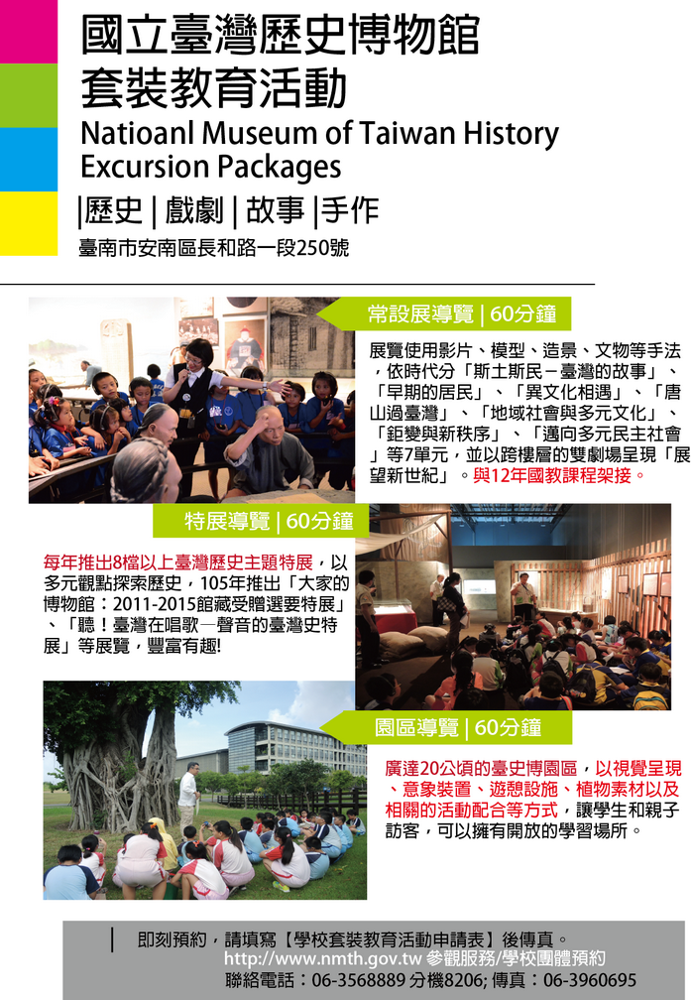 國立臺灣歷史博物館
套裝教育活動
Natioanl Museum of Taiwan History
Excursion Packages
|歷史 | 戲劇 | 故事 |手作
臺南市安南區長和路一段250號
常設展導覽 | 60分鐘
展覽使用影片、模型、造景、文物等手法
，依時代分「斯土斯民－臺灣的故事」、
「早期的居民」、「異文化相遇」、「唐
山過臺灣」、「地域社會與多元文化」、
「鉅變與新秩序」、「邁向多元民主社會
」等7單元，並以跨樓層的雙劇場呈現「展
望新世紀」。與12年國教課程架接。
特展導覽 | 60分鐘
每年推出8檔以上臺灣歷史主題特展，以
多元觀點探索歷史，105年推出「大家的
博物館：2011-2015館藏受贈選要特展」
、「聽！臺灣在唱歌─聲音的臺灣史特
展」等展覽，豐富有趣!
園區導覽 | 60分鐘
廣達20公頃的臺史博園區，以視覺呈現
、意象裝置、遊憩設施、植物素材以及
相關的活動配合等方式，讓學生和親子
訪客，可以擁有開放的學習場所。
| 即刻預約，請填寫【學校套裝教育活動申請表】後傳真。
http://www.nmth.gov.tw 參觀服務/學校團體預約
聯絡電話：06-3568889 分機8206; 傳真：06-3960695